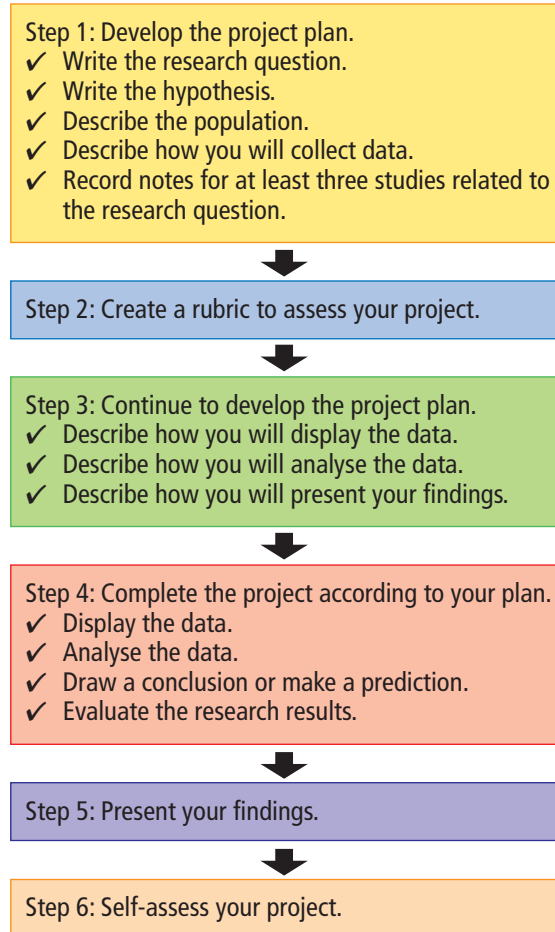 Step 1: Develop the project plan.
✓ Write the research question.
✓ Write the hypothesis.
✓ Describe the population.
✓ Describe how you will collect data.
✓ Record notes for at least three studies related to
the research question.
Step 2: Create a rubric to assess your project.
Step 3: Continue to develop the project plan.
✓ Describe how you will display the data.
✓ Describe how you will analyse the data.
✓ Describe how you will present your findings.
Step 4: Complete the project according to your plan.
✓ Display the data.
✓ Analyse the data.
✓ Draw a conclusion or make a prediction.
✓ Evaluate the research results.
Step 5: Present your findings.
Step 6: Self-assess your project.